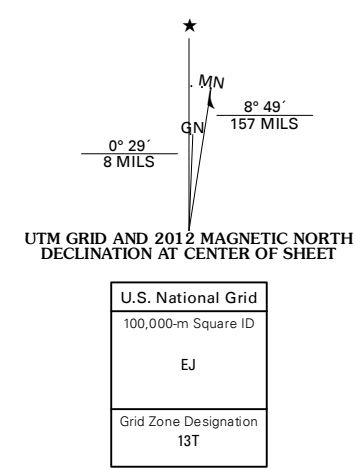 ★
MN
GN
8° 49´
157 MILS
0° 29´
8 MILS
UTM GRID AND 2012 MAGNETIC NORTH
DECLINATION AT CENTER OF SHEET
U.S. National Grid
100,000-m Square ID
EJ
Grid Zone Designation
13T